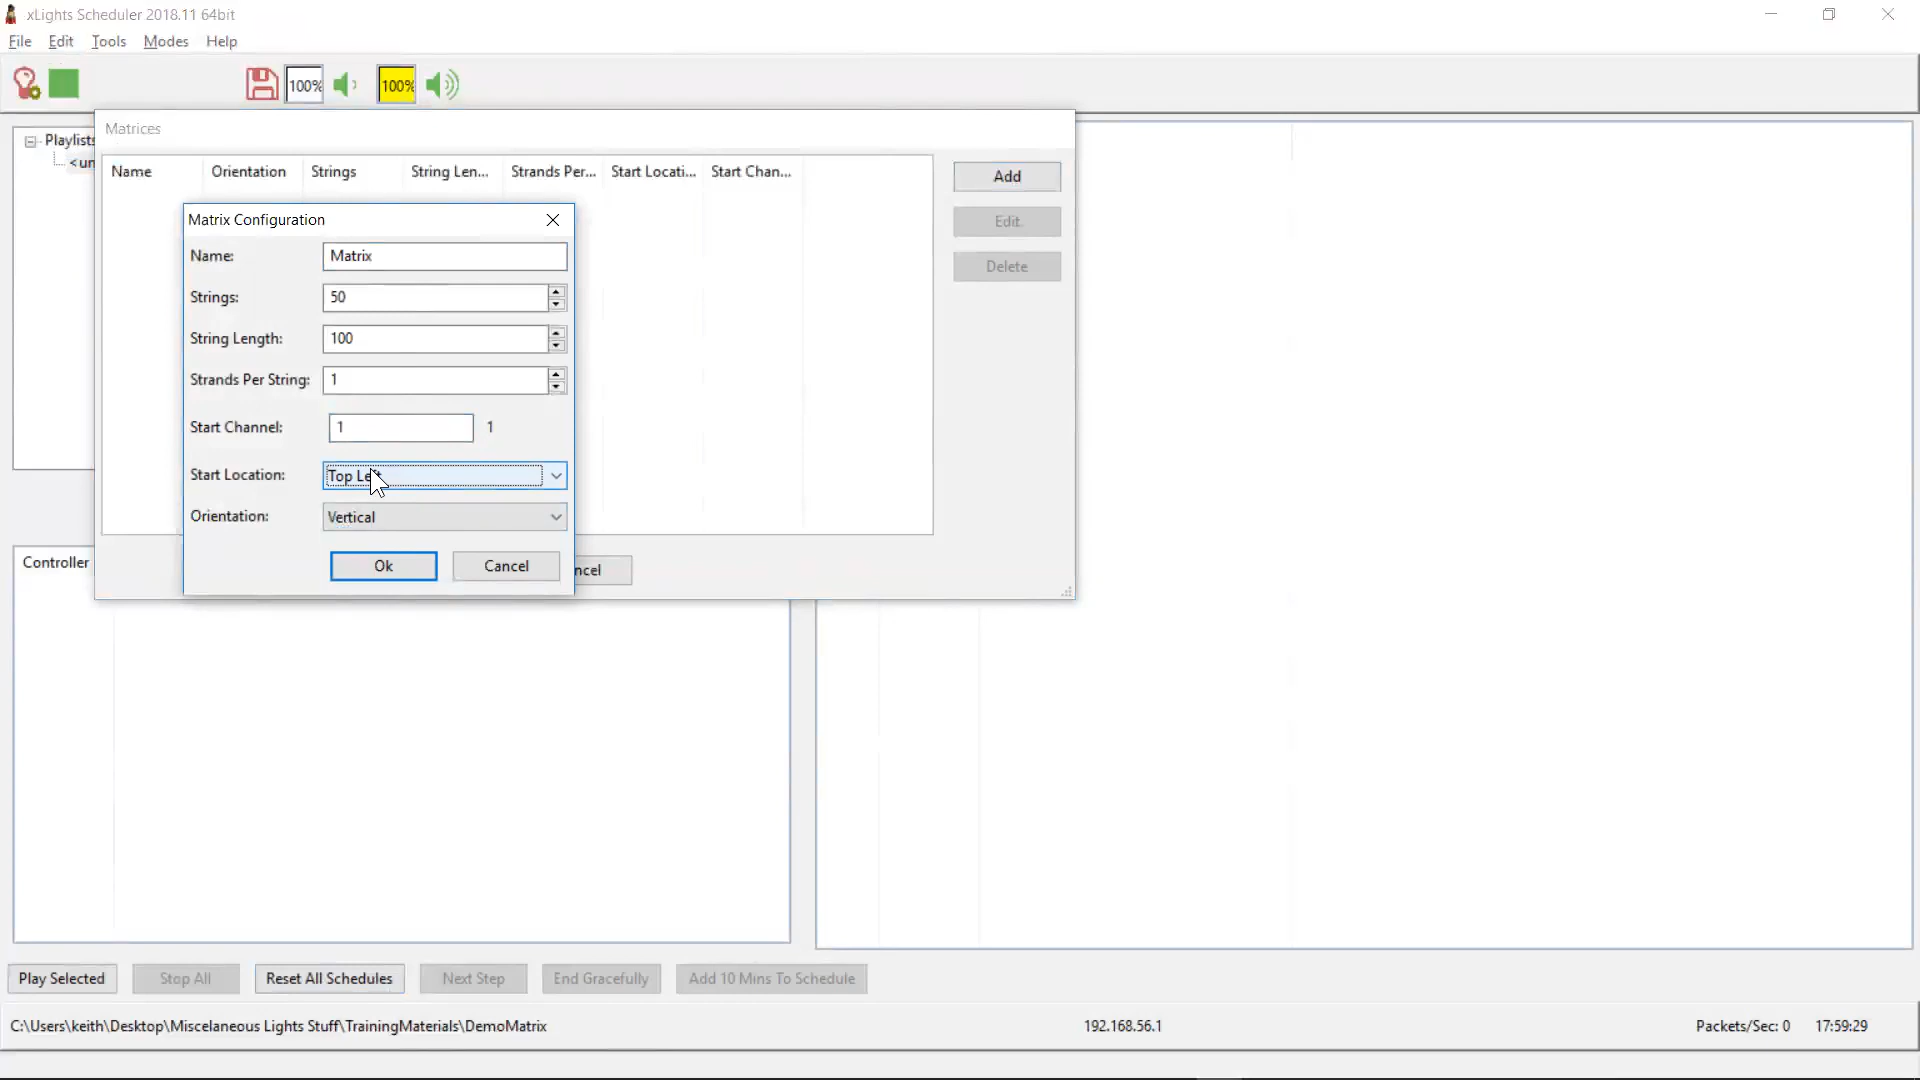 xLights Scheduler 2018.11 64bit
File Edit Tools Modes Help
100% 100%
Playlists
Matrices
Name Orientation Strings String Len... Strands Per... Start Locati... Start Chan...
Add
Edit
Delete
Matrix Configuration
Name: Matrix
Strings: 50
String Length: 100
Strands Per String: 1
Start Channel: 1 1
Start Location: Top
Orientation: Vertical
Ok Cancel
Controller
Play Selected Stop All Reset All Schedules Next Step End Gracefully Add 10 Mins To Schedule
C:\Users\keith\Desktop\Miscelaneous Lights Stuff\TrainingMaterials\DemoMatrix 192.168.56.1 Packets/Sec: 0 17:59:29